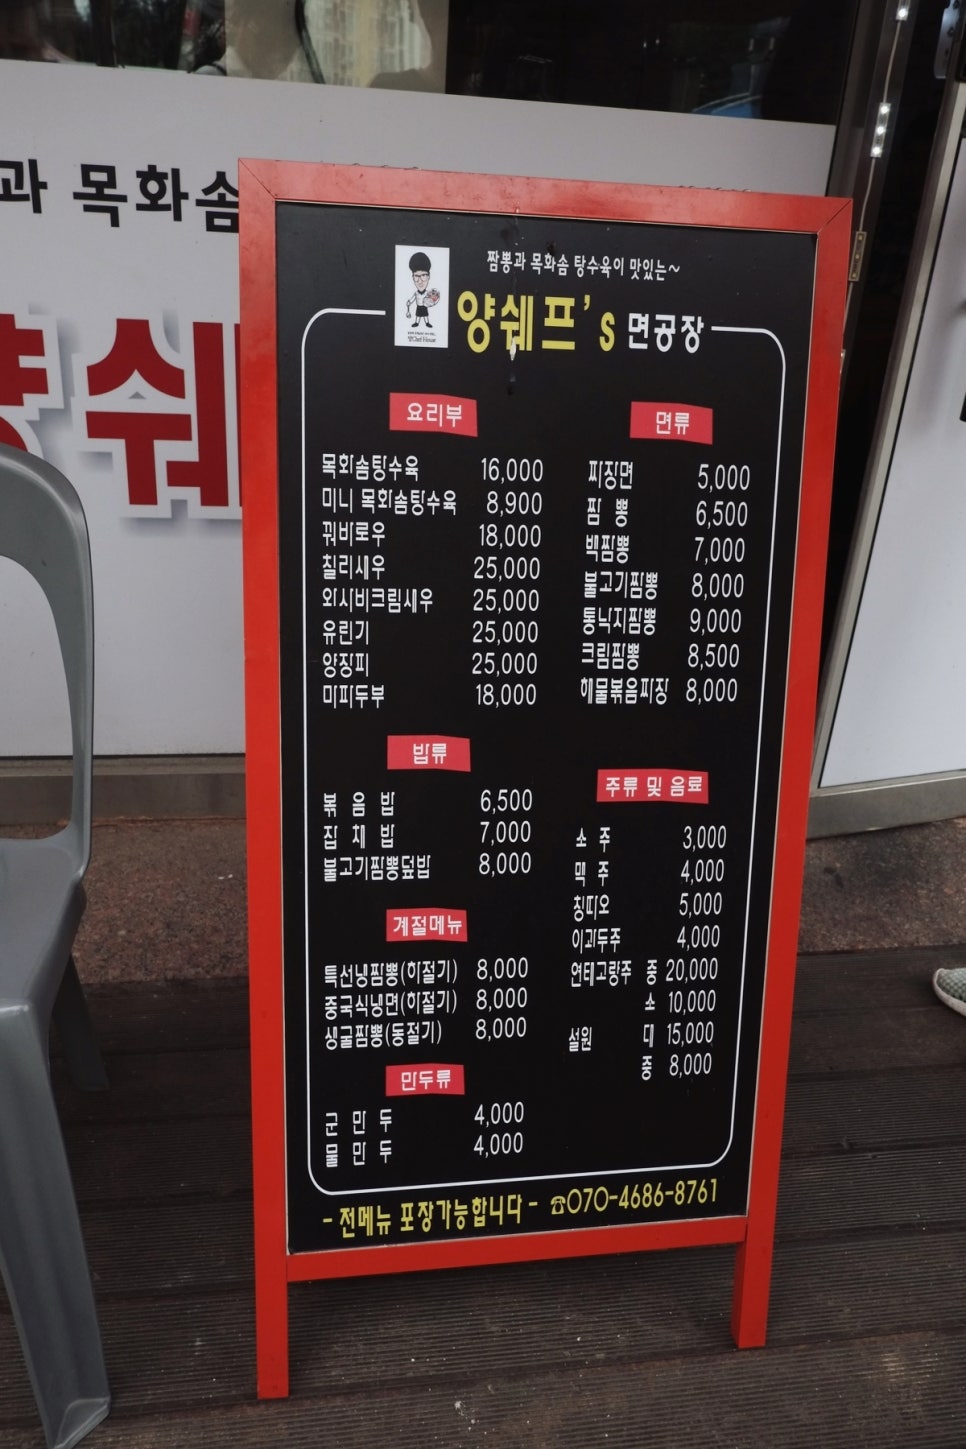 과 목화솜
쉐
짬뽕과 목화솜 탕수육이 맛있는~
양쉐프's 면공장
요리부
목화솜탕수육 16,000
미니 목화솜탕수육 8,900
꿔바로우 18,000
칠리새우 25,000
와사비크림새우 25,000
유린기 25,000
양장피 25,000
마파두부 18,000
밥류
볶 음 밥 6,500
잡 채 밥 7,000
불고기짬뽕덮밥 8,000
계절메뉴
특선냉짬뽕(하절기) 8,000
중국식냉면(하절기) 8,000
생굴짬뽕(동절기) 8,000
만두류
군 만 두 4,000
물 만 두 4,000
면류
짜장면 5,000
짬 뽕 6,500
백짬뽕 7,000
불고기짬뽕 8,000
통낙지짬뽕 9,000
크림짬뽕 8,500
해물볶음짜장 8,000
주류 및 음료
소 주 3,000
맥 주 4,000
칭따오 5,000
이과두주 4,000
연태고량주 중 20,000
소 10,000
설원 대 15,000
중 8,000
- 전메뉴 포장가능합니다 - ☎070-4686-8761